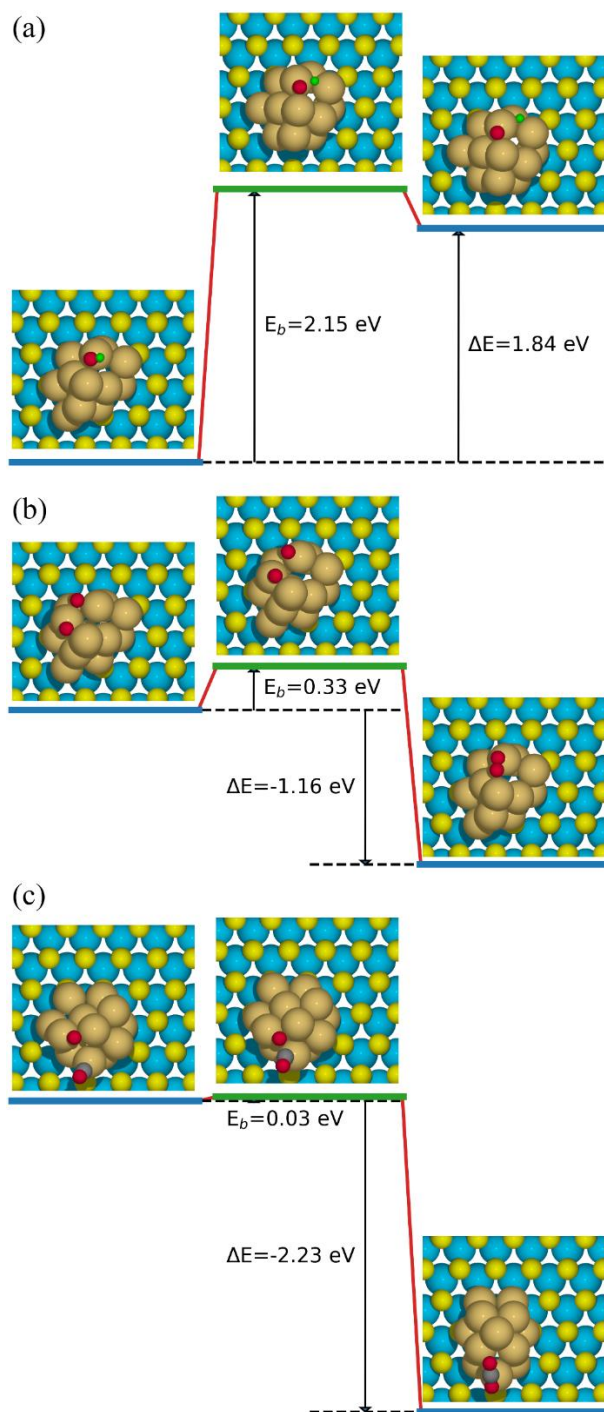 (a)
E_b=2.15 eV
ΔE=1.84 eV
(b)
E_b=0.33 eV
ΔE=-1.16 eV
(c)
E_b=0.03 eV
ΔE=-2.23 eV